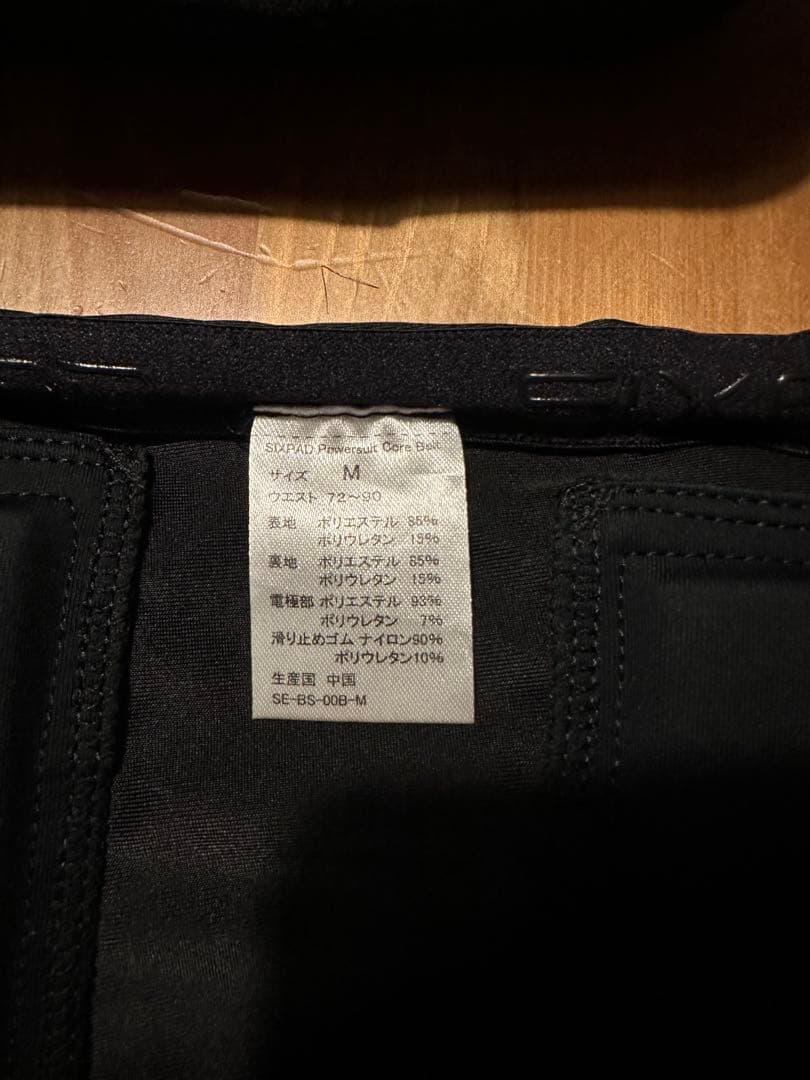 SIXPAD Powersuit Core Belt
サイズ M
ウエスト 72～90
表地 ポリエステル 85%
ポリウレタン 15%
裏地 ポリエステル 85%
ポリウレタン 15%
電極部 ポリエステル 93%
ポリウレタン 7%
滑り止めゴム ナイロン90%
ポリウレタン10%
生産国 中国
SE-BS-00B-M